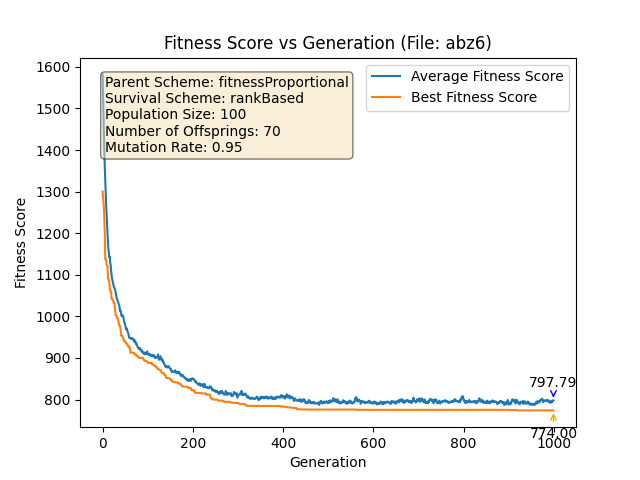 Fitness Score vs Generation (File: abz6)
Parent Scheme: fitnessProportional
Survival Scheme: rankBased
Population Size: 100
Number of Offsprings: 70
Mutation Rate: 0.95
Average Fitness Score
Best Fitness Score
Fitness Score
1600
1500
1400
1300
1200
1100
1000
900
800
797.79
774.00
0
200
400
600
800
1000
Generation